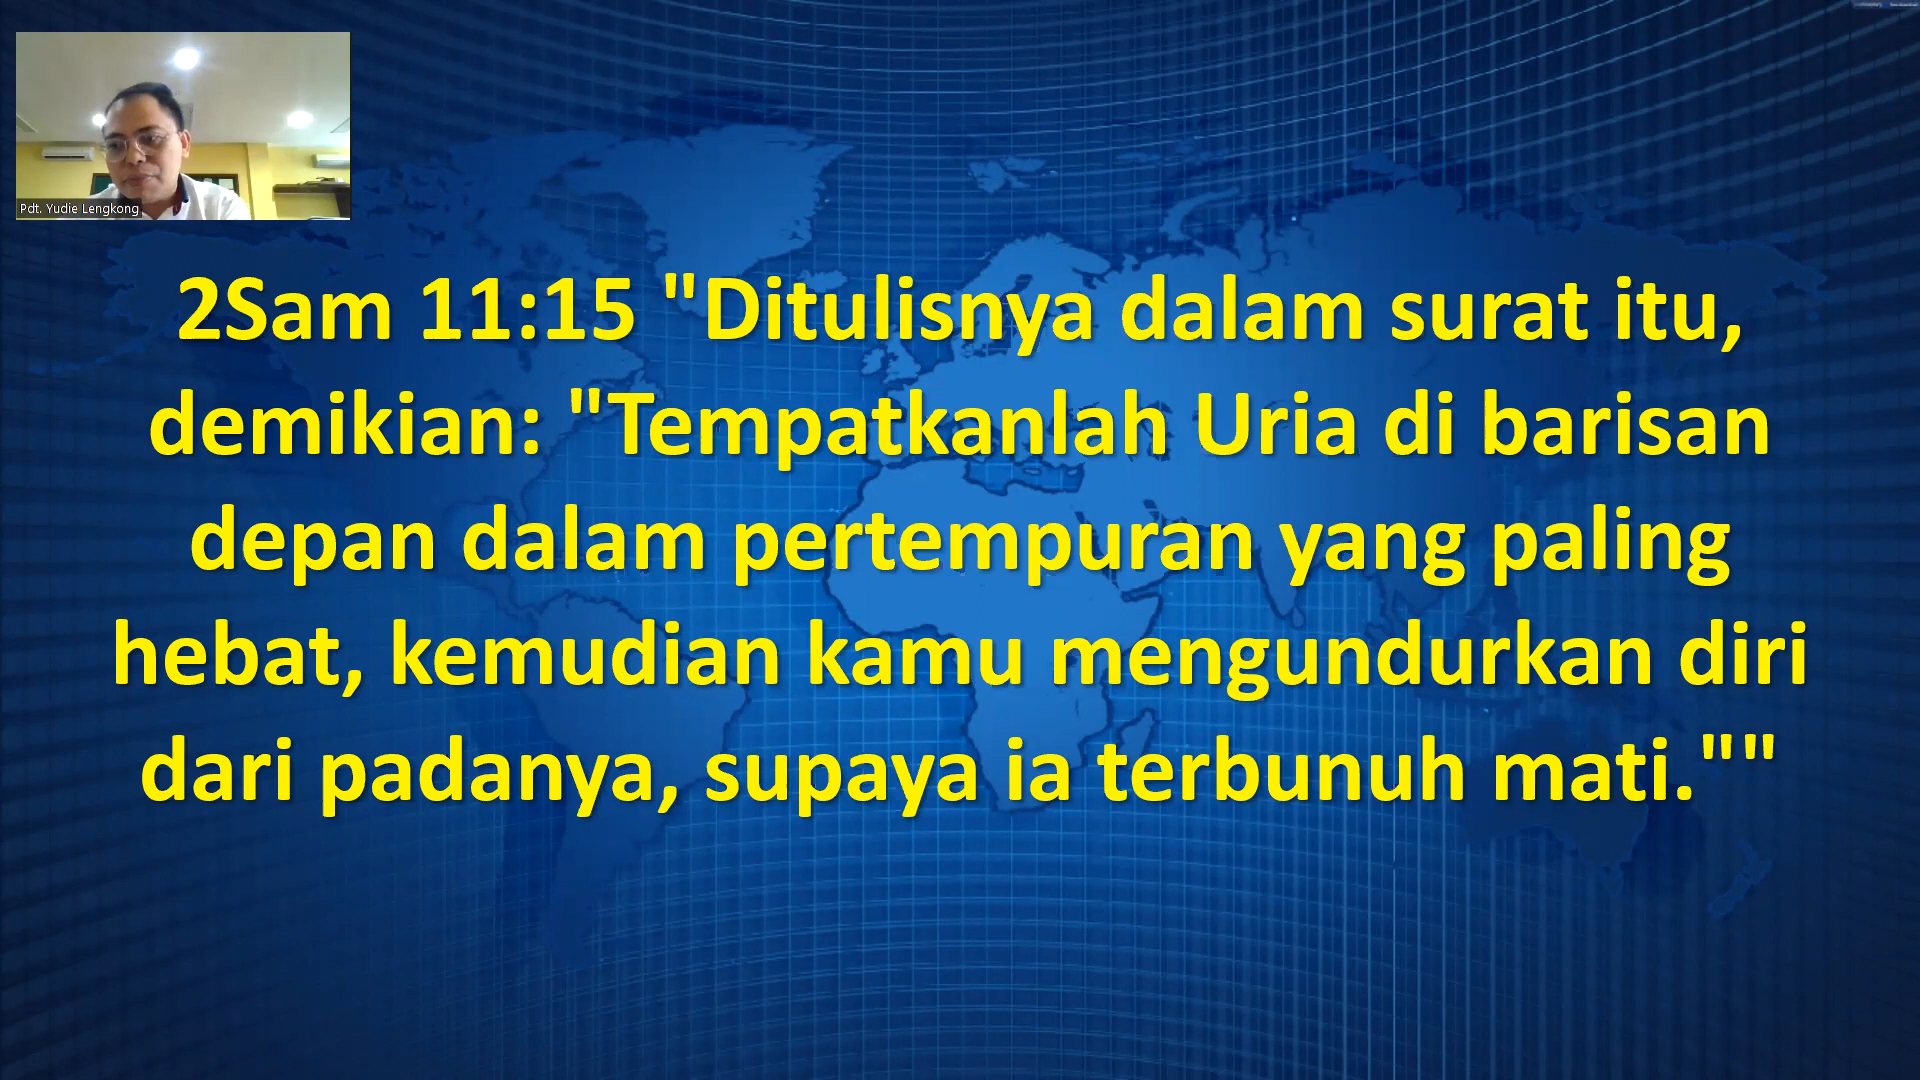 Pdt. Yudie Lengkong
2Sam 11:15 "Ditulisnya dalam surat itu,
demikian: "Tempatkanlah Uria di barisan
depan dalam pertempuran yang paling
hebat, kemudian kamu mengundurkan diri
dari padanya, supaya ia terbunuh mati.""